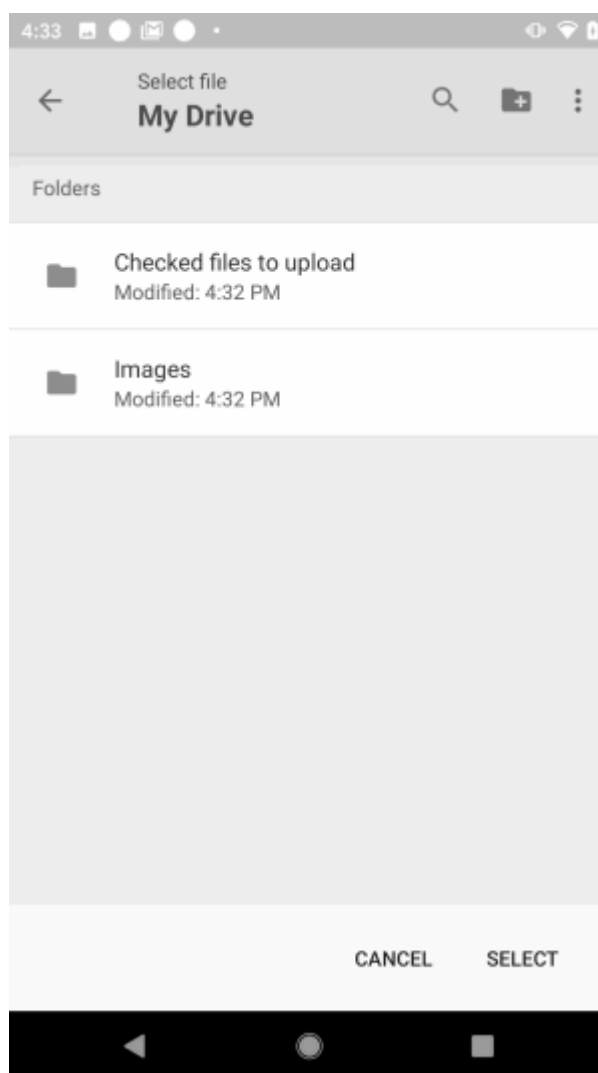 4:33
Select file
My Drive
Folders
Checked files to upload
Modified: 4:32 PM
Images
Modified: 4:32 PM
CANCEL SELECT